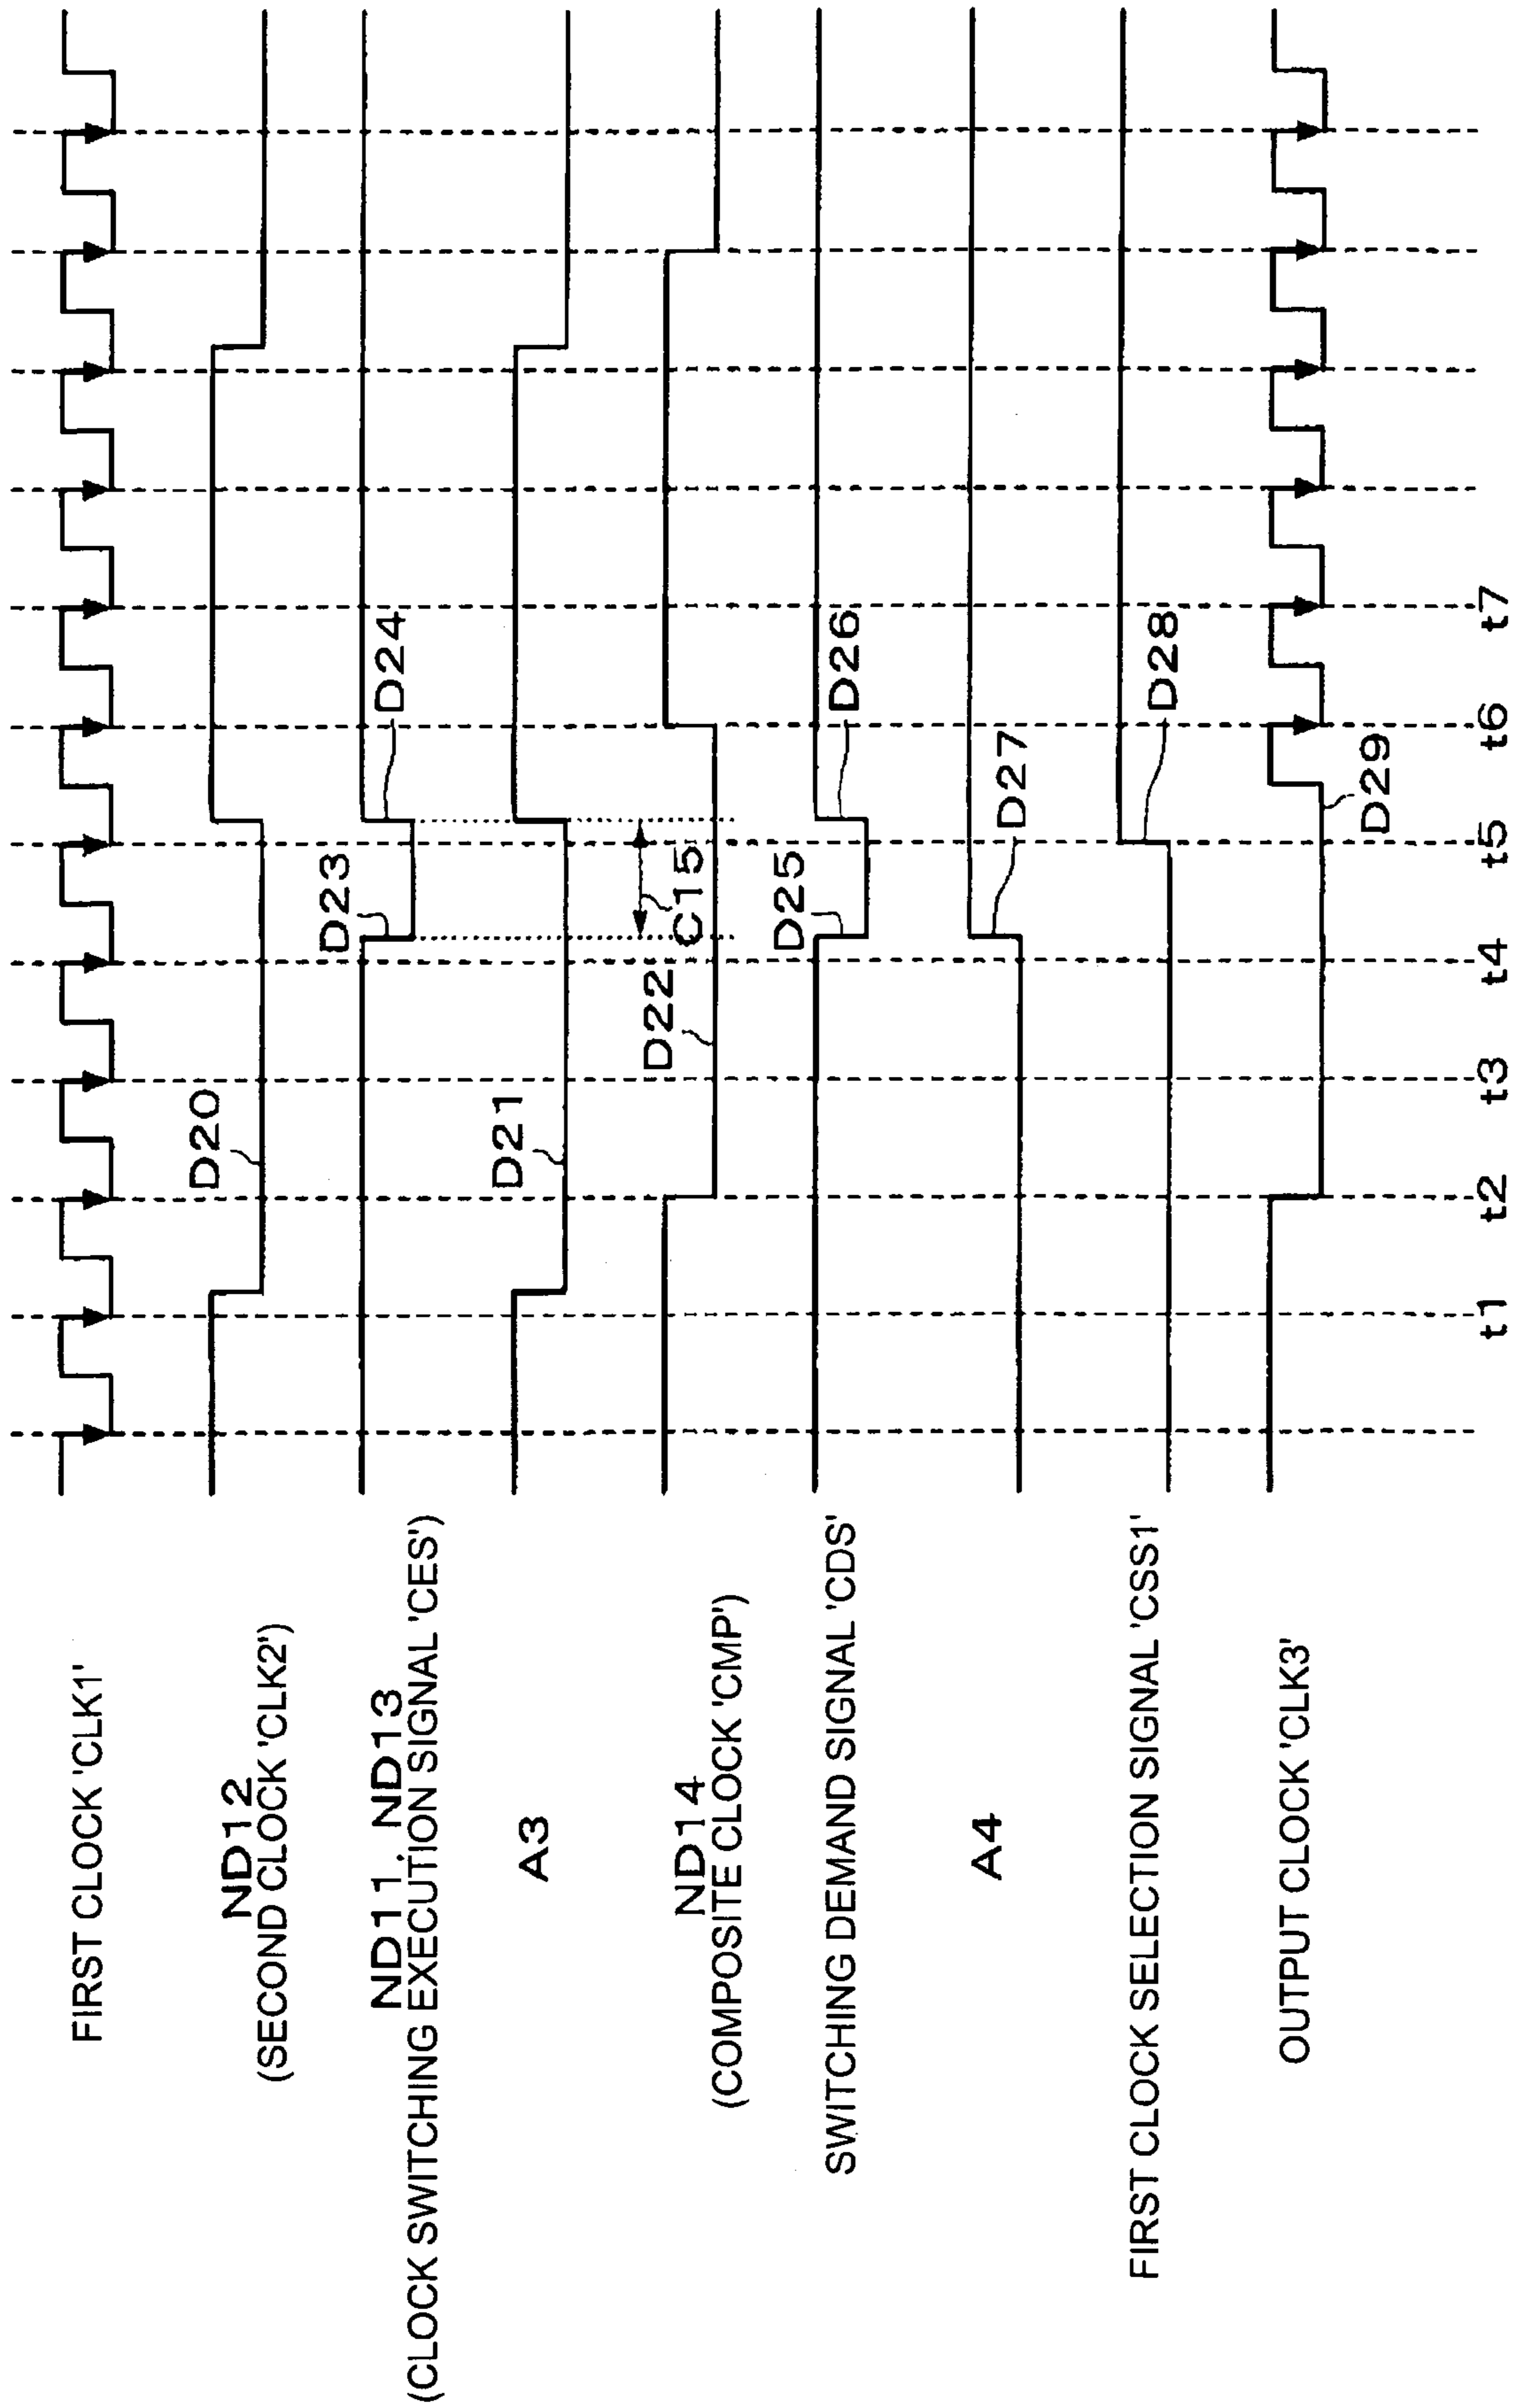 FIRST CLOCK 'CLK1'
ND12
(SECOND CLOCK 'CLK2')
D20
ND11, ND13
(CLOCK SWITCHING EXECUTION SIGNAL 'CES')
D23
D24
A3
D21
ND14
(COMPOSITE CLOCK 'CMP')
D22
C15
SWITCHING DEMAND SIGNAL 'CDS'
D25
D26
A4
D27
FIRST CLOCK SELECTION SIGNAL 'CSS1'
D28
OUTPUT CLOCK 'CLK3'
D29
t1 t2 t3 t4 t5 t6 t7